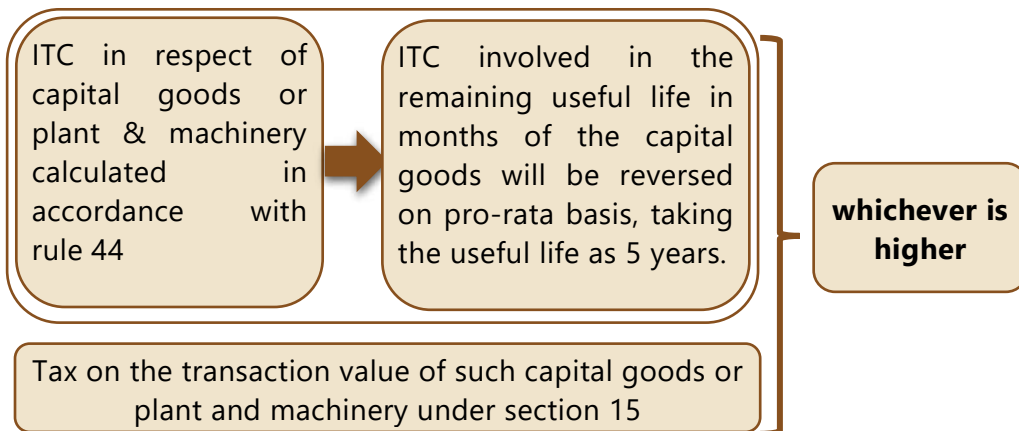 ITC in respect of
capital goods or
plant & machinery
calculated in
accordance with
rule 44
ITC involved in the
remaining useful life in
months of the capital
goods will be reversed
on pro-rata basis, taking
the useful life as 5 years.
whichever is
higher
Tax on the transaction value of such capital goods or
plant and machinery under section 15